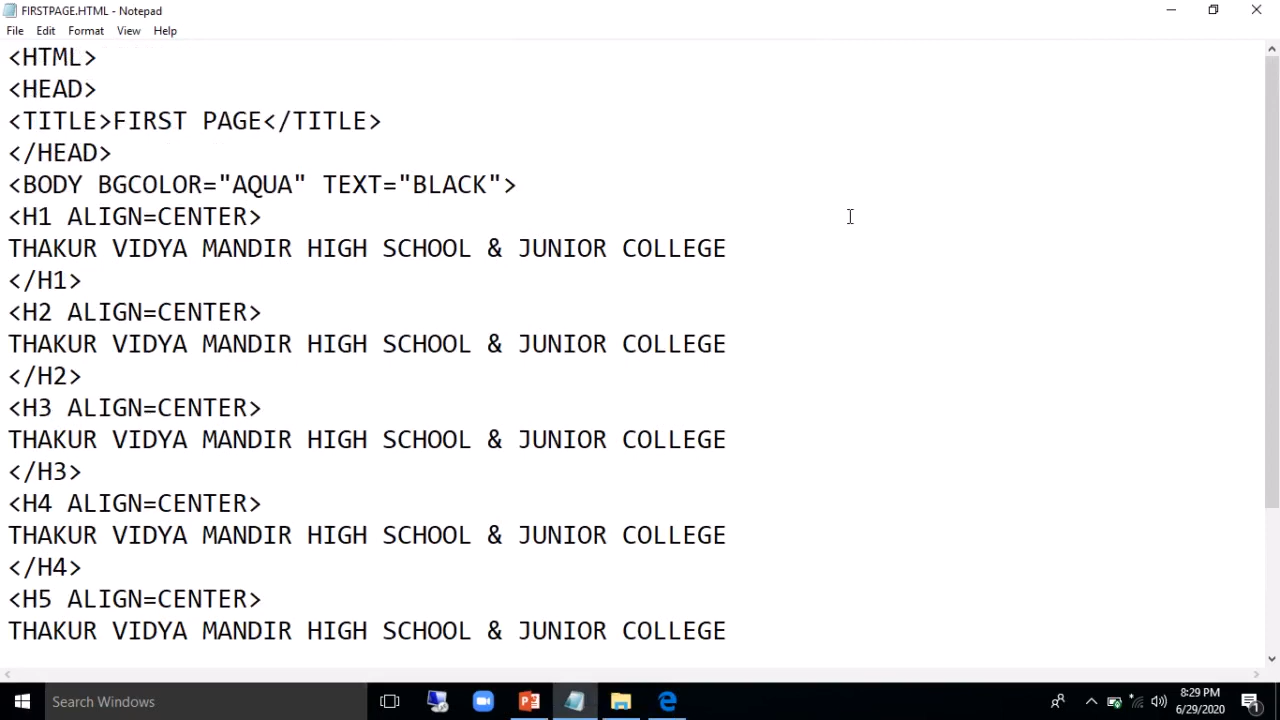 FIRSTPAGE.HTML - Notepad
File Edit Format View Help
<HTML>
<HEAD>
<TITLE>FIRST PAGE</TITLE>
</HEAD>
<BODY BGCOLOR="AQUA" TEXT="BLACK">
<H1 ALIGN=CENTER>
THAKUR VIDYA MANDIR HIGH SCHOOL & JUNIOR COLLEGE
</H1>
<H2 ALIGN=CENTER>
THAKUR VIDYA MANDIR HIGH SCHOOL & JUNIOR COLLEGE
</H2>
<H3 ALIGN=CENTER>
THAKUR VIDYA MANDIR HIGH SCHOOL & JUNIOR COLLEGE
</H3>
<H4 ALIGN=CENTER>
THAKUR VIDYA MANDIR HIGH SCHOOL & JUNIOR COLLEGE
</H4>
<H5 ALIGN=CENTER>
THAKUR VIDYA MANDIR HIGH SCHOOL & JUNIOR COLLEGE
Search Windows
8:29 PM
6/29/2020
1